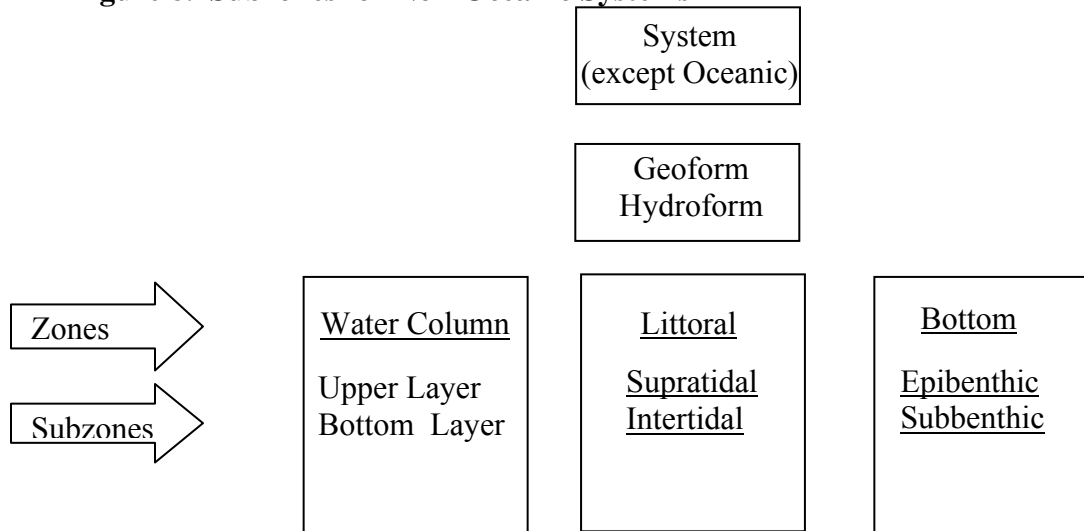 System
(except Oceanic)
Geoform
Hydroform
Zones
Subzones
Water Column
Upper Layer
Bottom Layer
Littoral
Supratidal
Intertidal
Bottom
Epibenthic
Subbenthic